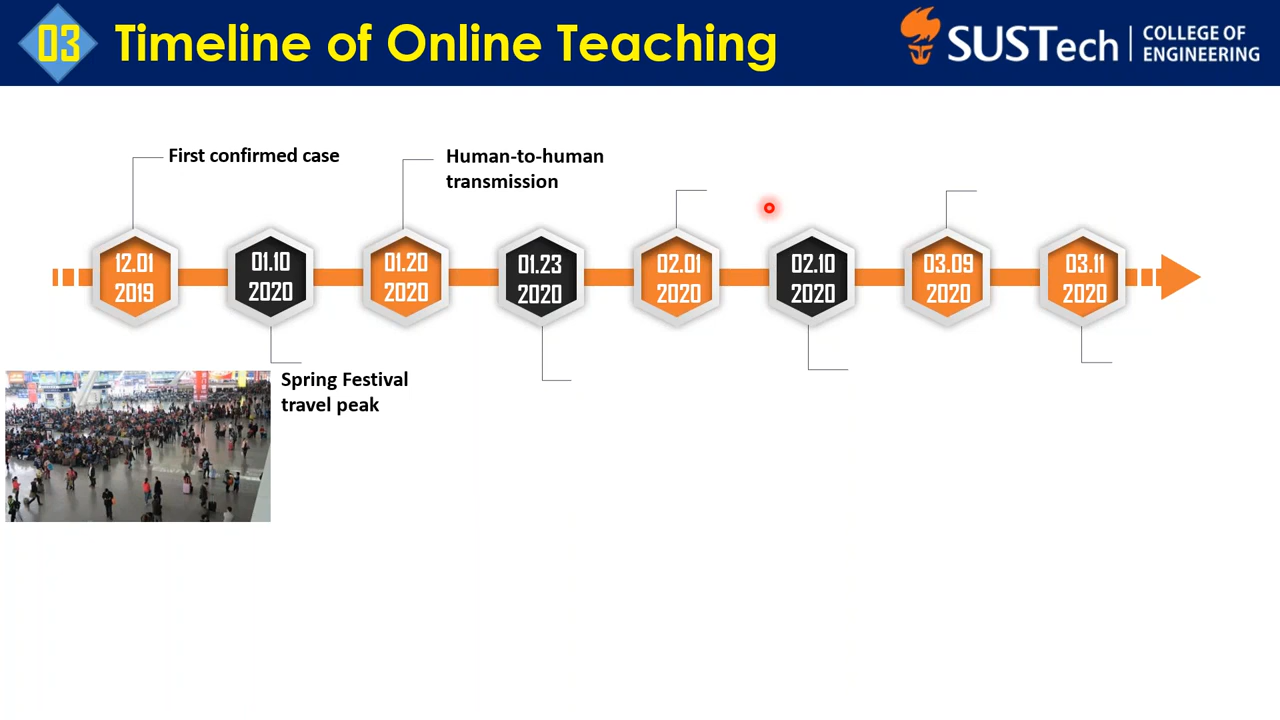 03 Timeline of Online Teaching
SUSTech
COLLEGE OF
ENGINEERING
First confirmed case
Human-to-human
transmission
12.01
2019
01.10
2020
01.20
2020
01.23
2020
02.01
2020
02.10
2020
03.09
2020
03.11
2020
Spring Festival
travel peak